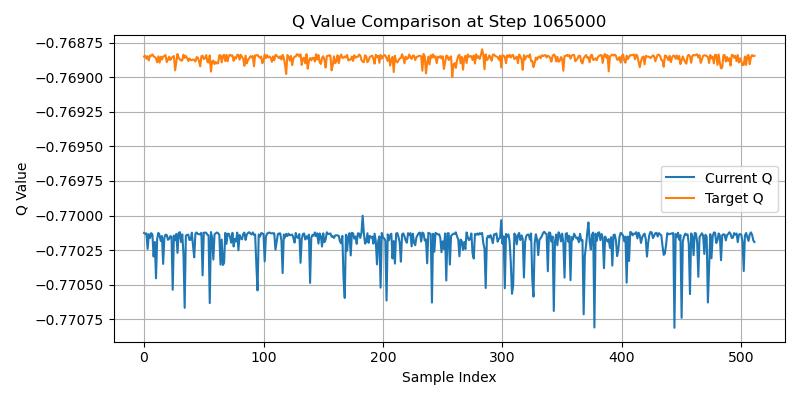 Q Value Comparison at Step 1065000
Q Value
−0.76875
−0.76900
−0.76925
−0.76950
−0.76975
−0.77000
−0.77025
−0.77050
−0.77075
Current Q
Target Q
0 100 200 300 400 500
Sample Index